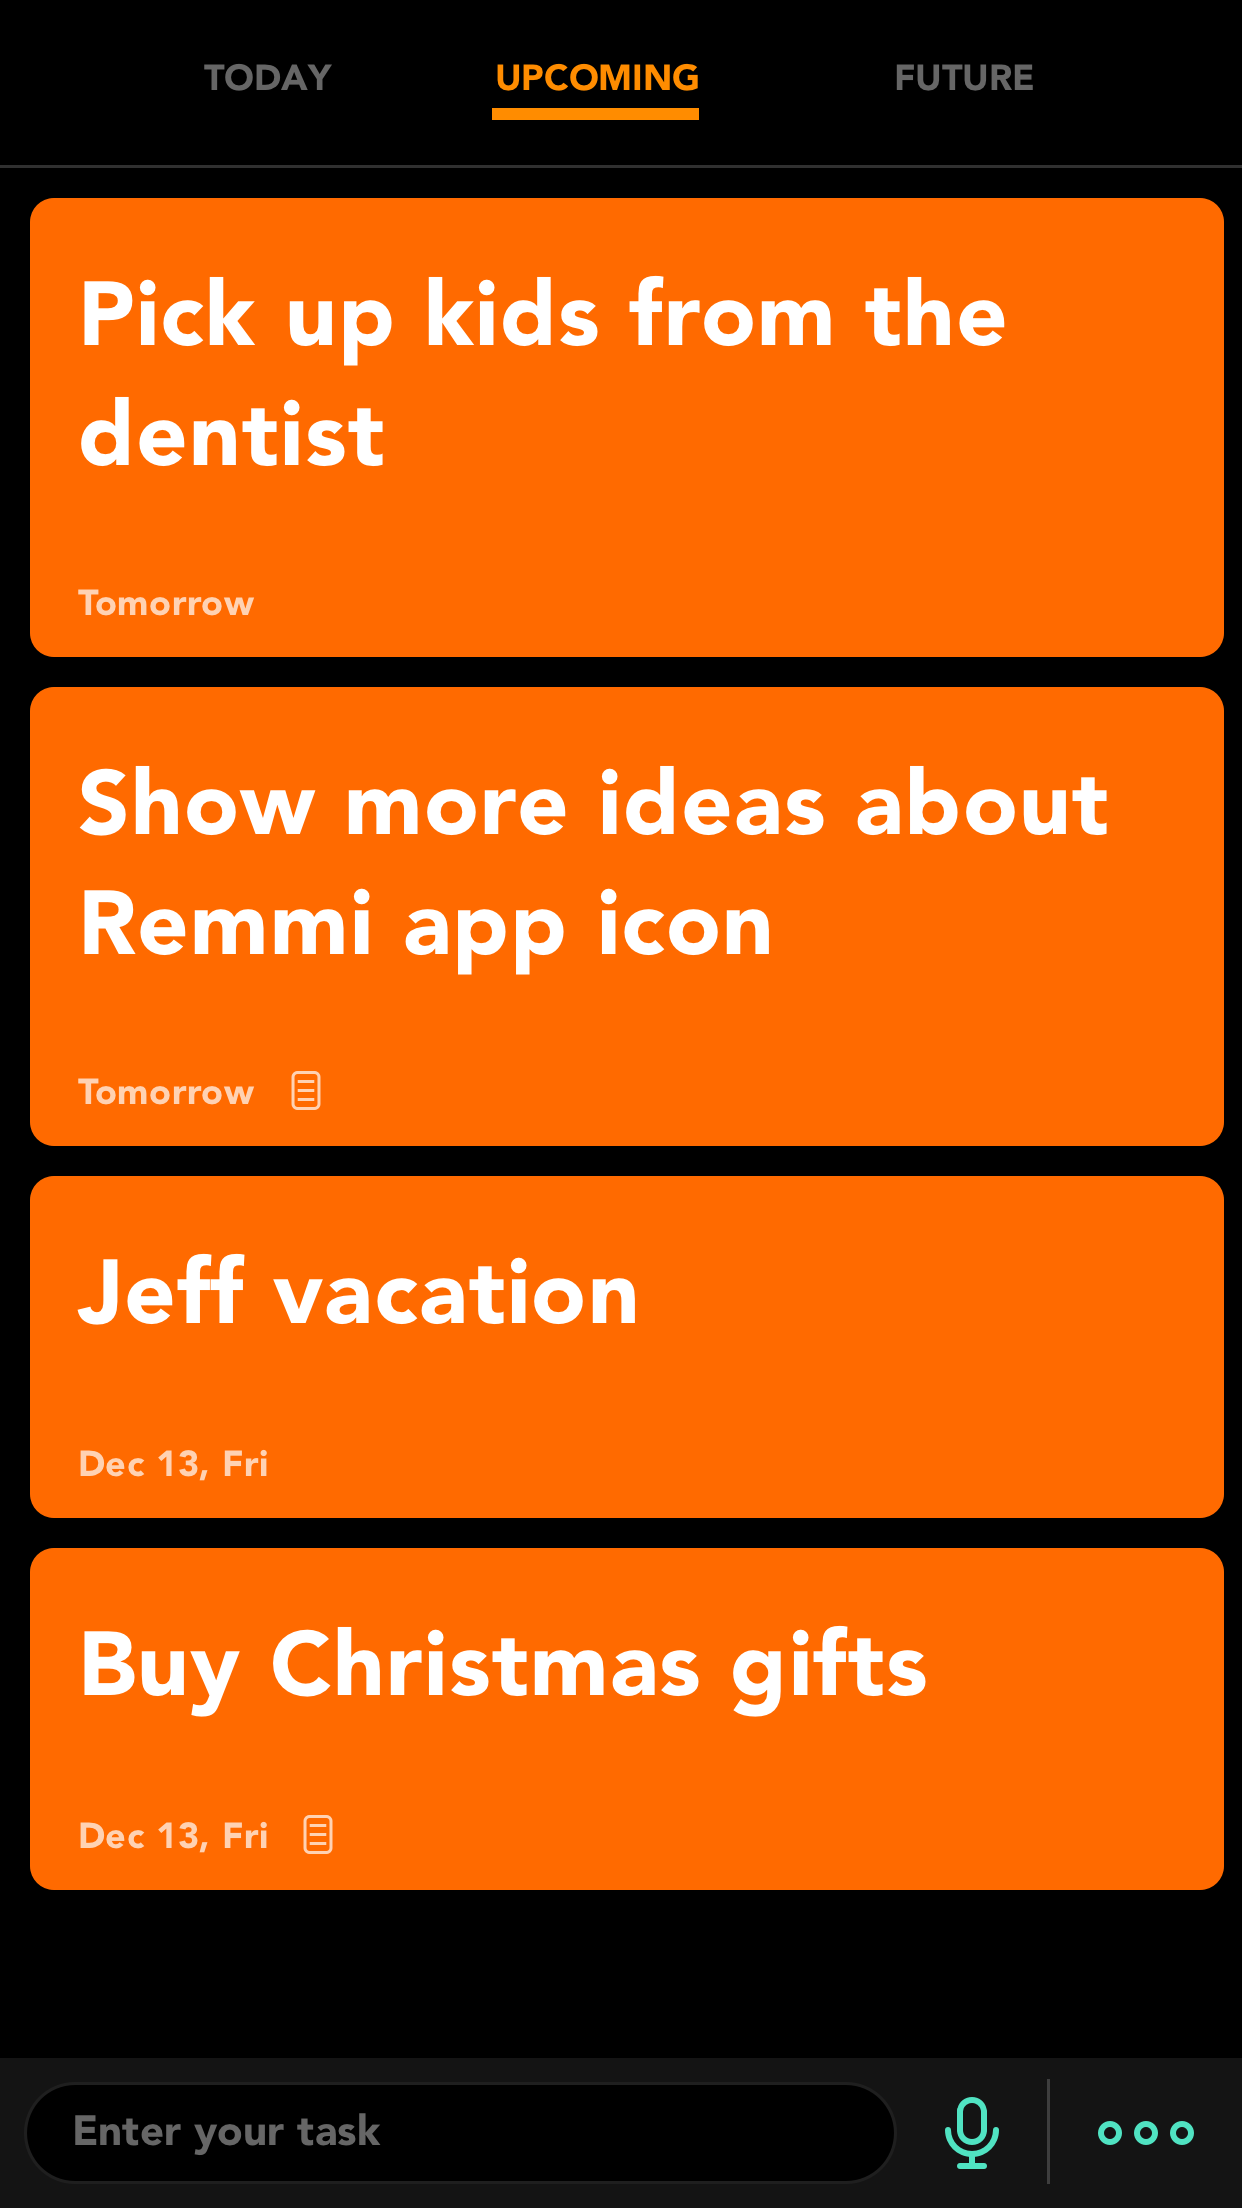 TODAY
UPCOMING
FUTURE
Pick up kids from the
dentist
Tomorrow
Show more ideas about
Remmi app icon
Tomorrow
Jeff vacation
Dec 13, Fri
Buy Christmas gifts
Dec 13, Fri
Enter your task